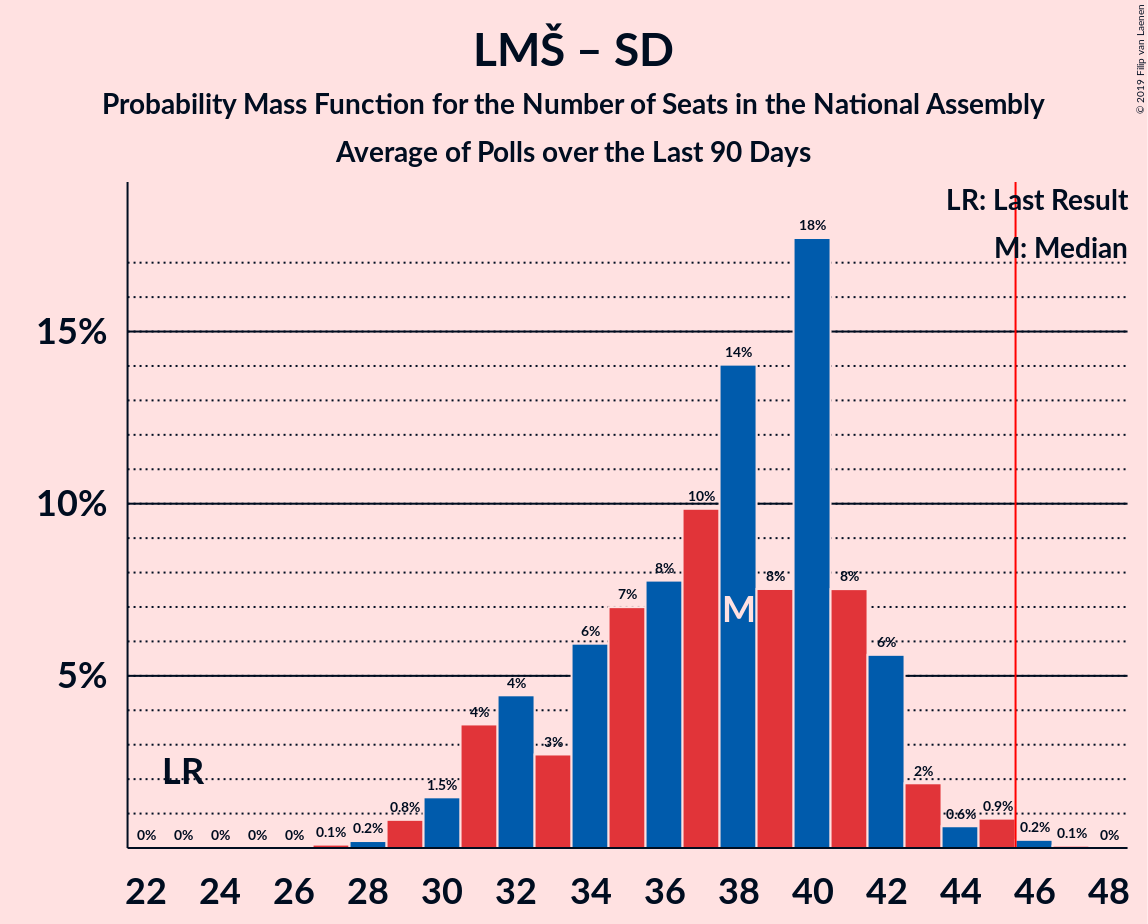 LMŠ – SD
Probability Mass Function for the Number of Seats in the National Assembly
Average of Polls over the Last 90 Days
© 2019 Filip van Laenen
LR: Last Result
M: Median
18%
15%
14%
10%
10%
8%
8%
8%
7%
M
6%
6%
5%
4%
4%
3%
LR
2%
1.5%
0.8%
0.6%
0.9%
0% 0% 0% 0% 0% 0.1% 0.2% 0.2% 0.1% 0%
22 24 26 28 30 32 34 36 38 40 42 44 46 48